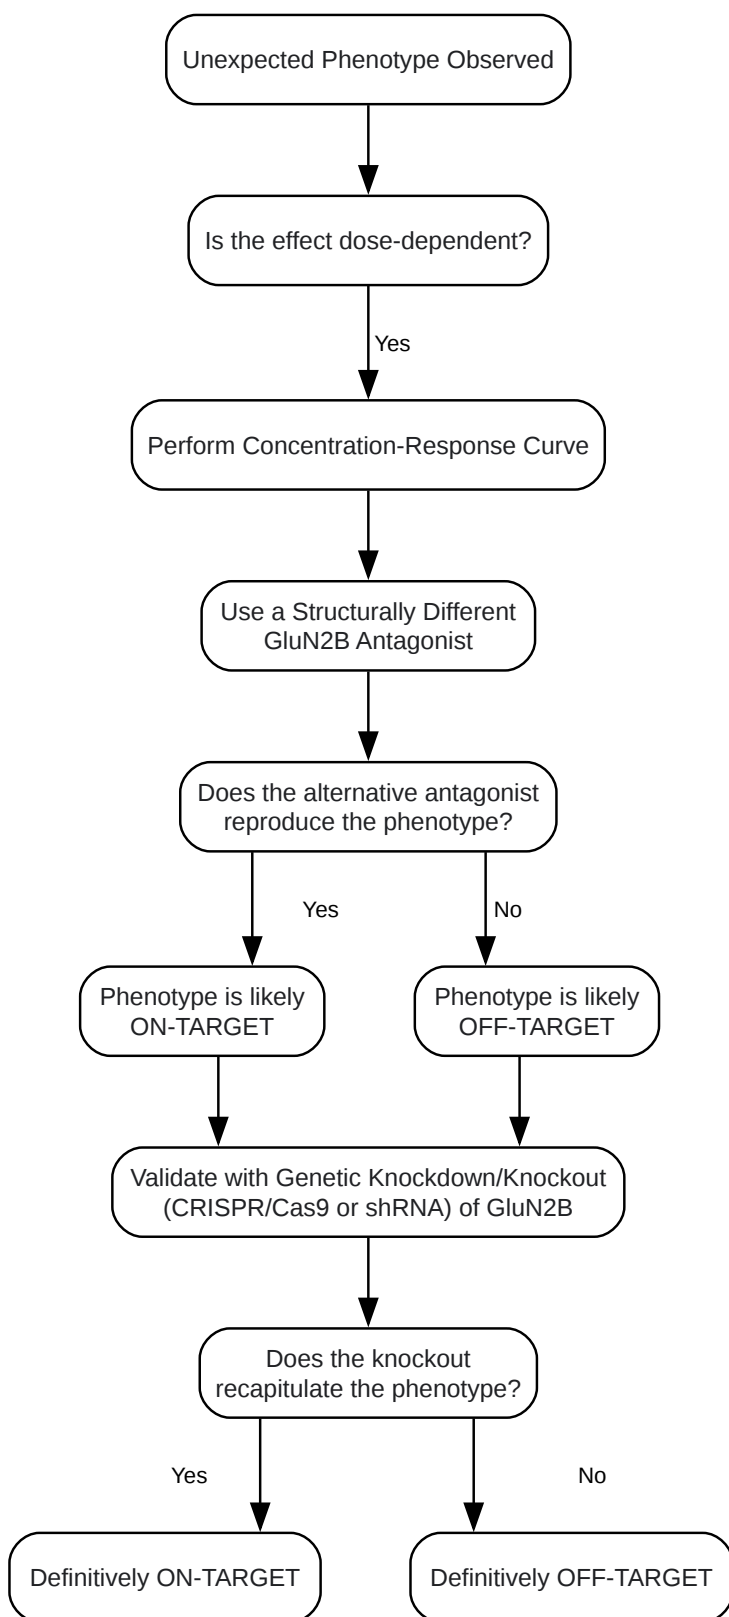 Unexpected Phenotype Observed
Is the effect dose-dependent?
Yes
Perform Concentration-Response Curve
Use a Structurally Different
GluN2B Antagonist
Does the alternative antagonist
reproduce the phenotype?
Yes
No
Phenotype is likely
ON-TARGET
Phenotype is likely
OFF-TARGET
Validate with Genetic Knockdown/Knockout
(CRISPR/Cas9 or shRNA) of GluN2B
Does the knockout
recapitulate the phenotype?
Yes
No
Definitively ON-TARGET
Definitively OFF-TARGET